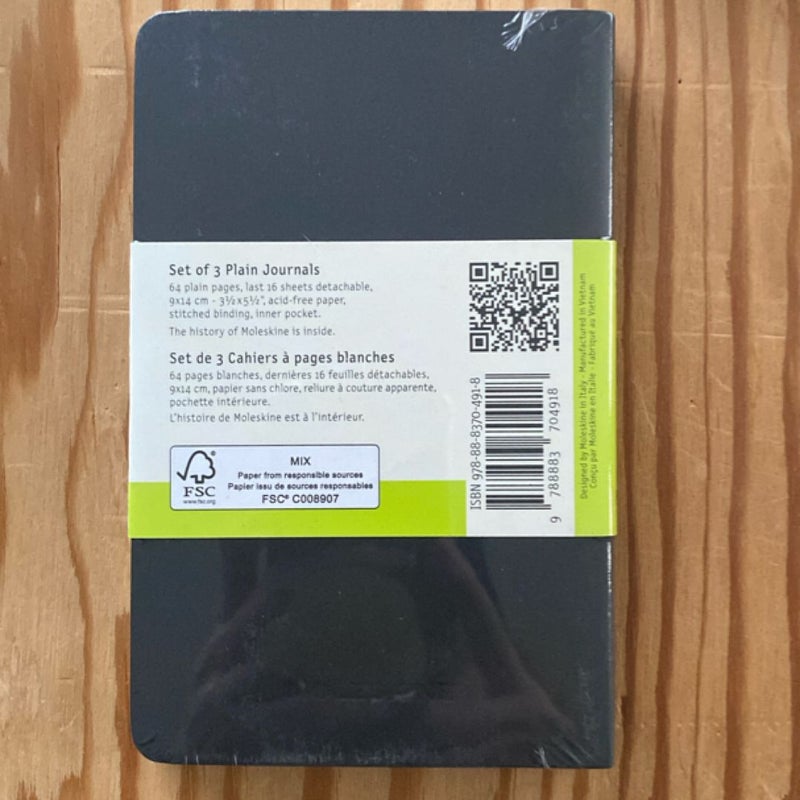 Set of 3 Plain Journals
64 plain pages, last 16 sheets detachable,
9x14 cm - 3½x5½", acid-free paper,
stitched binding, inner pocket.
The history of Moleskine is inside.
Set de 3 Cahiers à pages blanches
64 pages blanches, dernières 16 feuilles détachables,
9x14 cm, papier sans chlore, reliure à couture apparente,
pochette intérieure.
L'histoire de Moleskine est à l'intérieur.
FSC
www.fsc.org
MIX
Paper from responsible sources
Papier issu de sources responsables
FSC® C008907
ISBN 978-88-8370-491-8
9 788883 704918
Designed by Moleskine in Italy - Manufactured in Vietnam
Conçu par Moleskine en Italie - Fabriqué au Vietnam